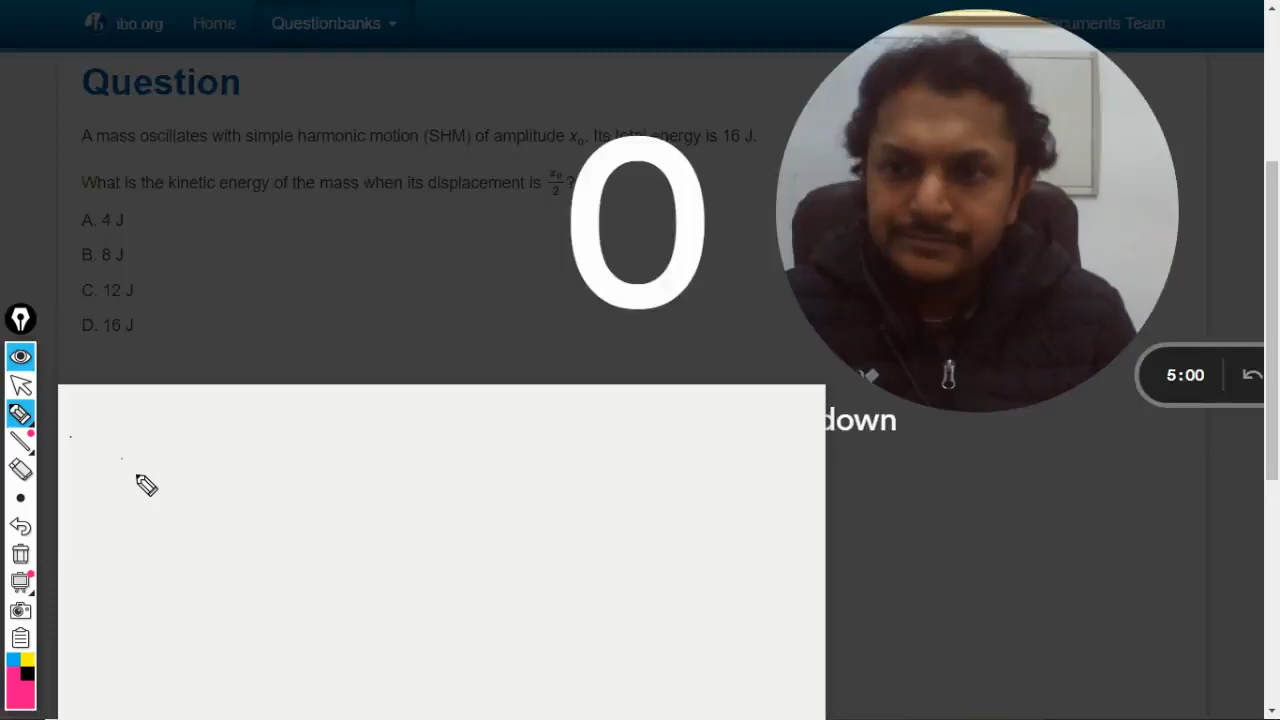 ibo.org Home Questionbanks
cuments Team
Question
A mass oscillates with simple harmonic motion (SHM) of amplitude x₀. Its total energy is 16 J.
What is the kinetic energy of the mass when its displacement is x₀/2?
A. 4 J
B. 8 J
C. 12 J
D. 16 J
0
5:00
down